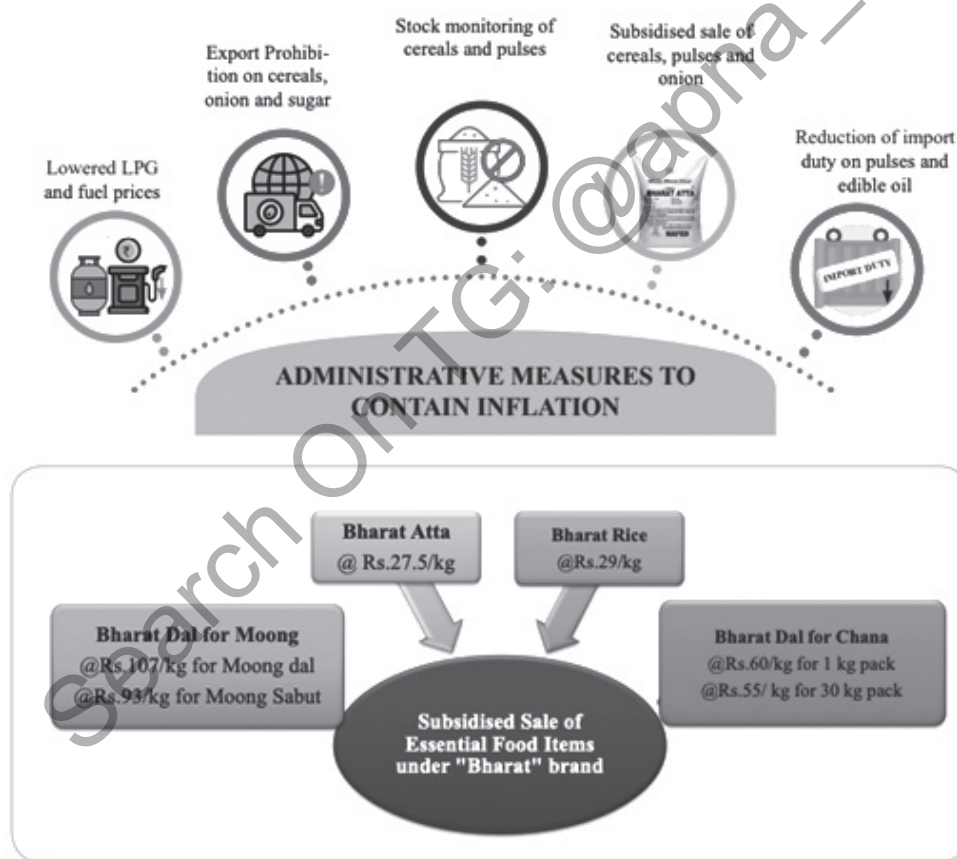 Stock monitoring of
cereals and pulses
Subsidised sale of
cereals, pulses and
onion
Export Prohibi-
tion on cereals,
onion and sugar
Reduction of import
duty on pulses and
edible oil
Lowered LPG
and fuel prices
BHARAT ATTA
NAFED
IMPORT DUTY
ADMINISTRATIVE MEASURES TO
CONTAIN INFLATION
Bharat Atta
@ Rs.27.5/kg
Bharat Rice
@Rs.29/kg
Bharat Dal for Moong
@Rs.107/kg for Moong dal
@Rs.93/kg for Moong Sabut
Bharat Dal for Chana
@Rs.60/kg for 1 kg pack
@Rs.55/ kg for 30 kg pack
Subsidised Sale of
Essential Food Items
under "Bharat" brand
Search On TG: @apna_